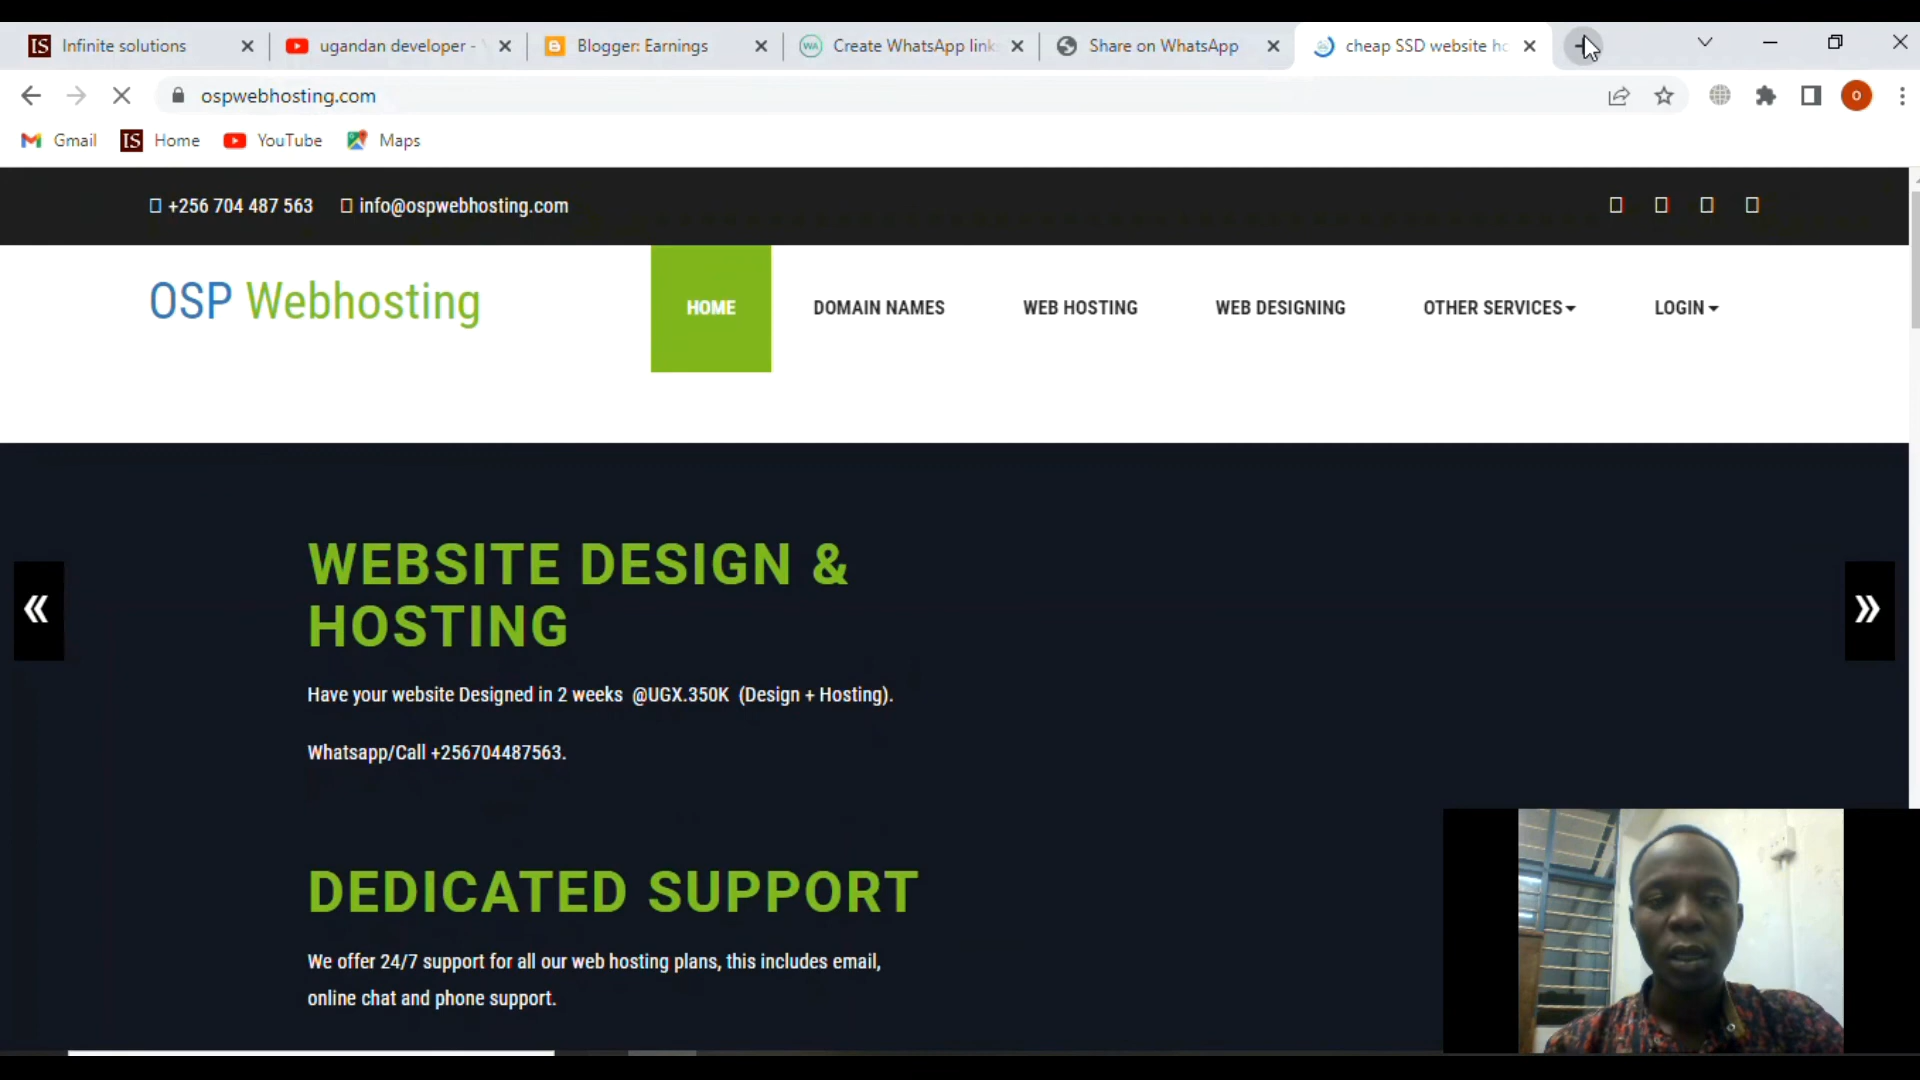 IS Infinite solutions
ugandan developer -
Blogger: Earnings
WA Create WhatsApp link
Share on WhatsApp
cheap SSD website ho
ospwebhosting.com
O
Gmail
IS Home
YouTube
Maps
+256 704 487 563 info@ospwebhosting.com
OSP Webhosting
HOME
DOMAIN NAMES
WEB HOSTING
WEB DESIGNING
OTHER SERVICES
LOGIN
WEBSITE DESIGN &
HOSTING
Have your website Designed in 2 weeks @UGX.350K (Design + Hosting).
Whatsapp/Call +256704487563.
DEDICATED SUPPORT
We offer 24/7 support for all our web hosting plans, this includes email,
online chat and phone support.